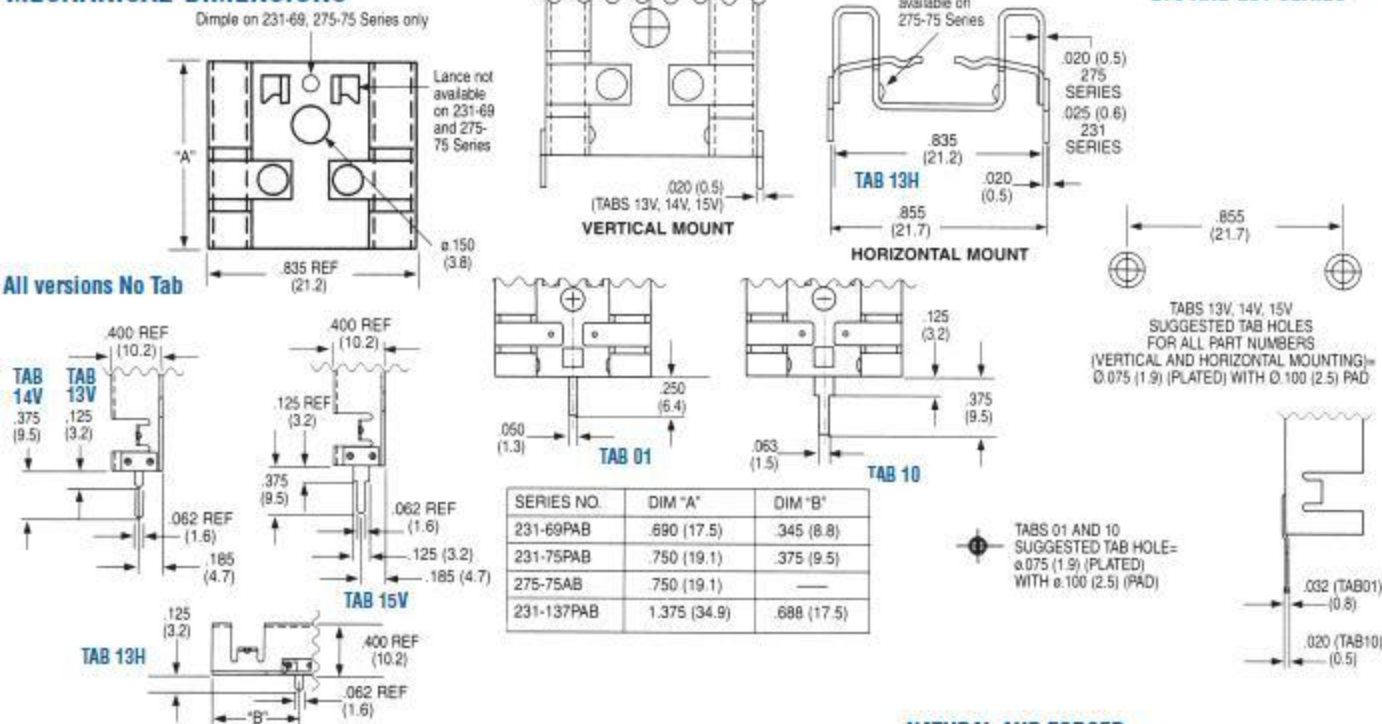 MECHANICAL DIMENSIONS
Dimple on 231-69, 275-75 Series only
Lance not
available
on 231-69
and 275-
75 Series
"A"
ø.150
(3.8)
.835 REF
(21.2)
All versions No Tab
.020 (0.5)
(TABS 13V, 14V, 15V)
VERTICAL MOUNT
available on
275-75 Series
.020 (0.5)
275
SERIES
.025 (0.6)
231
SERIES
.835
(21.2)
TAB 13H
.020
(0.5)
.855
(21.7)
HORIZONTAL MOUNT
.855
(21.7)
TABS 13V, 14V, 15V
SUGGESTED TAB HOLES
FOR ALL PART NUMBERS
(VERTICAL AND HORIZONTAL MOUNTING)=
Ø.075 (1.9) (PLATED) WITH Ø.100 (2.5) PAD
.400 REF
(10.2)
TAB
14V
.375
(9.5)
TAB
13V
.125
(3.2)
.062 REF
(1.6)
.185
(4.7)
.400 REF
(10.2)
.125 REF
(3.2)
.375
(9.5)
.062 REF
(1.6)
.125 (3.2)
.185 (4.7)
TAB 15V
.250
(6.4)
.050
(1.3)
TAB 01
.125
(3.2)
.375
(9.5)
.063
(1.5)
TAB 10
SERIES NO. DIM "A" DIM "B"
231-69PAB .690 (17.5) .345 (8.8)
231-75PAB .750 (19.1) .375 (9.5)
275-75AB .750 (19.1) —
231-137PAB 1.375 (34.9) .688 (17.5)
TABS 01 AND 10
SUGGESTED TAB HOLE=
ø.075 (1.9) (PLATED)
WITH ø.100 (2.5) (PAD)
.032 (TAB01)
(0.8)
.020 (TAB10)
(0.5)
TAB 13H
.125
(3.2)
.400 REF
(10.2)
.062 REF
(1.6)
"B"
NATURAL AND FORCED